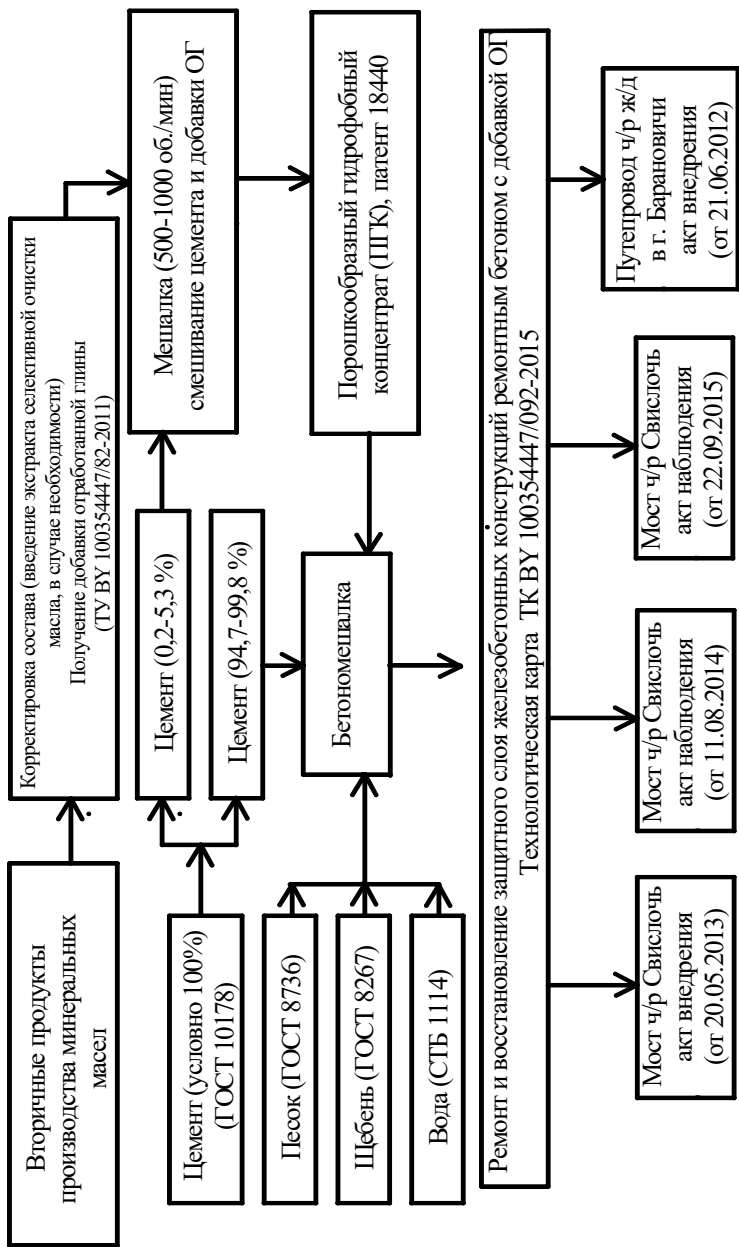 Вторичные продукты
производства минеральных
масел
Корректировка состава (введение экстракта селективной очистки
масла, в случае необходимости)
Получение добавки отработанной глины
(ТУ BY 100354447/82-2011)
Цемент (условно 100%)
(ГОСТ 10178)
Цемент (0,2-5,3 %)
Цемент (94,7-99,8 %)
Мешалка (500-1000 об./мин)
смешивание цемента и добавки ОГ
Песок (ГОСТ 8736)
Щебень (ГОСТ 8267)
Вода (СТБ 1114)
Бетономешалка
Порошкообразный гидрофобный
концентрат (ПГК), патент 18440
Ремонт и восстановление защитного слоя железобетонных конструкций ремонтным бетоном с добавкой ОГ
Технологическая карта ТК BY 100354447/092-2015
Мост ч/р Свислочь
акт внедрения
(от 20.05.2013)
Мост ч/р Свислочь
акт наблюдения
(от 11.08.2014)
Мост ч/р Свислочь
акт наблюдения
(от 22.09.2015)
Путепровод ч/р ж/д
в г. Барановичи
акт внедрения
(от 21.06.2012)